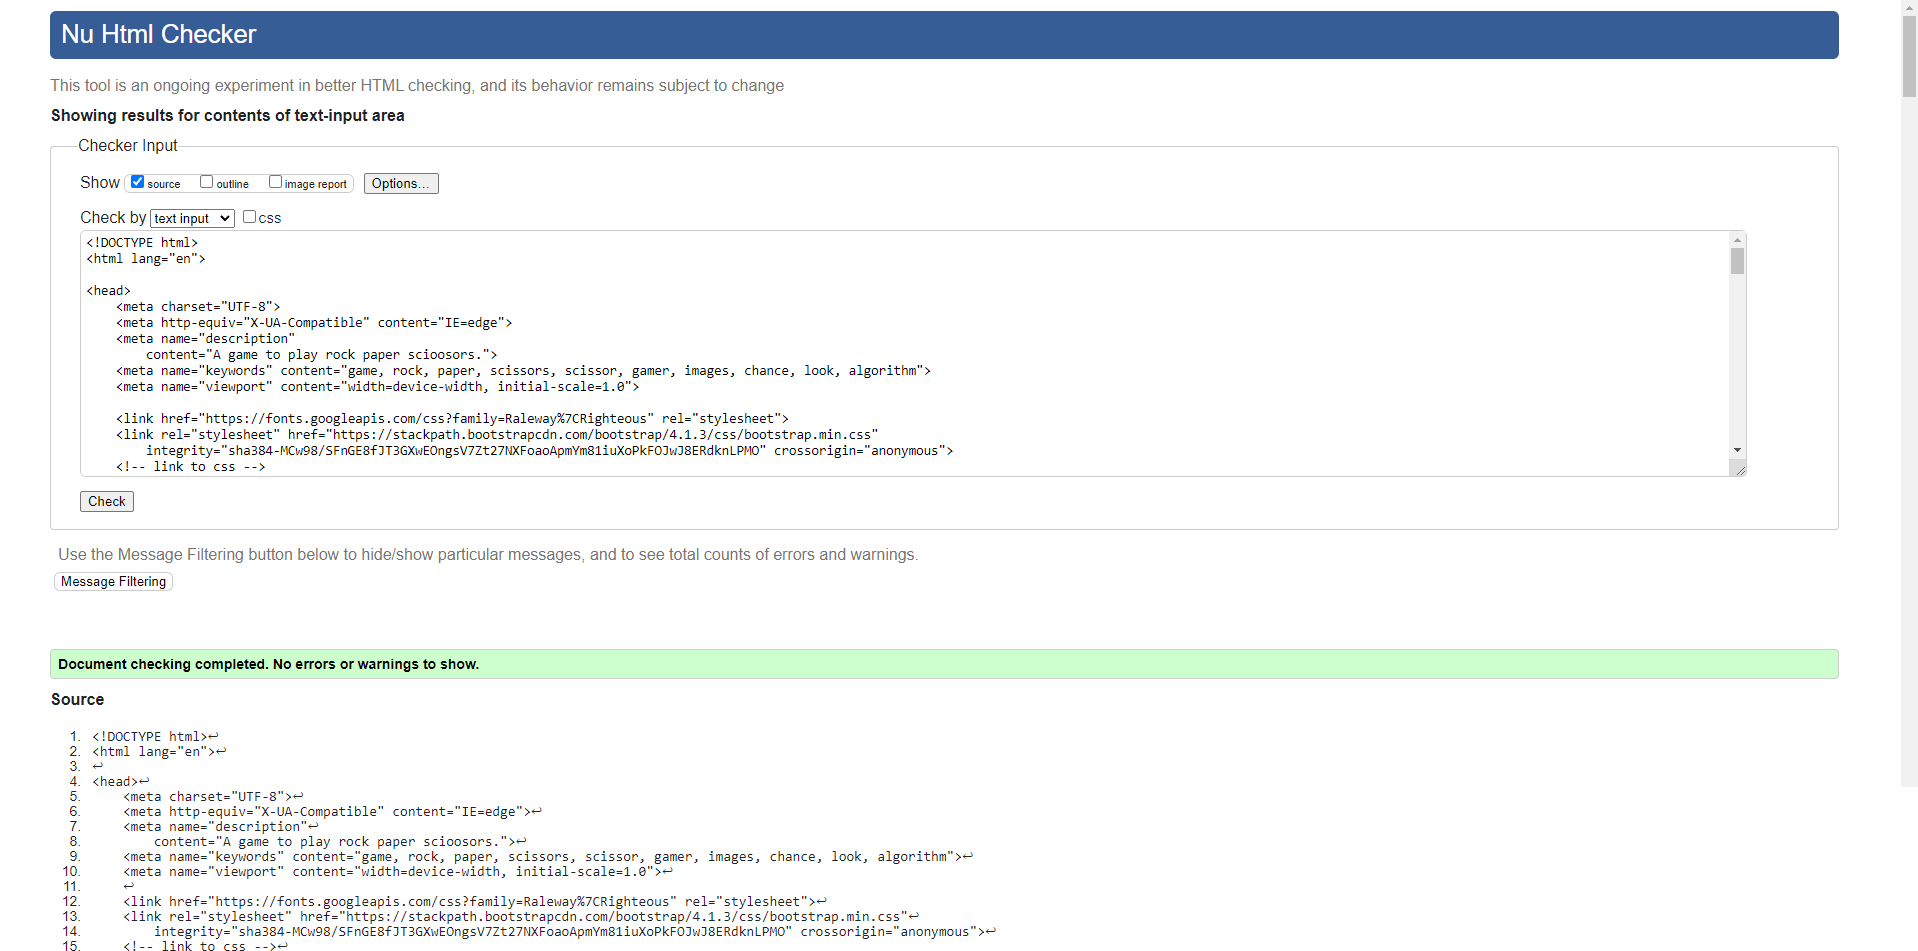 Nu Html Checker
This tool is an ongoing experiment in better HTML checking, and its behavior remains subject to change
Showing results for contents of text-input area
Checker Input
Show source outline image report Options...
Check by text input css
<!DOCTYPE html>
<html lang="en">
<head>
<meta charset="UTF-8">
<meta http-equiv="X-UA-Compatible" content="IE=edge">
<meta name="description"
content="A game to play rock paper scioosors.">
<meta name="keywords" content="game, rock, paper, scissors, scissor, gamer, images, chance, look, algorithm">
<meta name="viewport" content="width=device-width, initial-scale=1.0">
<link href="https://fonts.googleapis.com/css?family=Raleway%7CRighteous" rel="stylesheet">
<link rel="stylesheet" href="https://stackpath.bootstrapcdn.com/bootstrap/4.1.3/css/bootstrap.min.css"
integrity="sha384-MCw98/SFnGE8fJT3GXwEOngsV7Zt27NXFoaoApmYm81iuXoPkFOJwJ8ERdknLPMO" crossorigin="anonymous">
<!-- link to css -->
Check
Use the Message Filtering button below to hide/show particular messages, and to see total counts of errors and warnings.
Message Filtering
Document checking completed. No errors or warnings to show.
Source
1. <!DOCTYPE html>↩
2. <html lang="en">↩
3. ↩
4. <head>↩
5. <meta charset="UTF-8">↩
6. <meta http-equiv="X-UA-Compatible" content="IE=edge">↩
7. <meta name="description"↩
8. content="A game to play rock paper scioosors.">↩
9. <meta name="keywords" content="game, rock, paper, scissors, scissor, gamer, images, chance, look, algorithm">↩
10. <meta name="viewport" content="width=device-width, initial-scale=1.0">↩
11. ↩
12. <link href="https://fonts.googleapis.com/css?family=Raleway%7CRighteous" rel="stylesheet">↩
13. <link rel="stylesheet" href="https://stackpath.bootstrapcdn.com/bootstrap/4.1.3/css/bootstrap.min.css"↩
14. integrity="sha384-MCw98/SFnGE8fJT3GXwEOngsV7Zt27NXFoaoApmYm81iuXoPkFOJwJ8ERdknLPMO" crossorigin="anonymous">↩
15. <!-- link to css -->↩